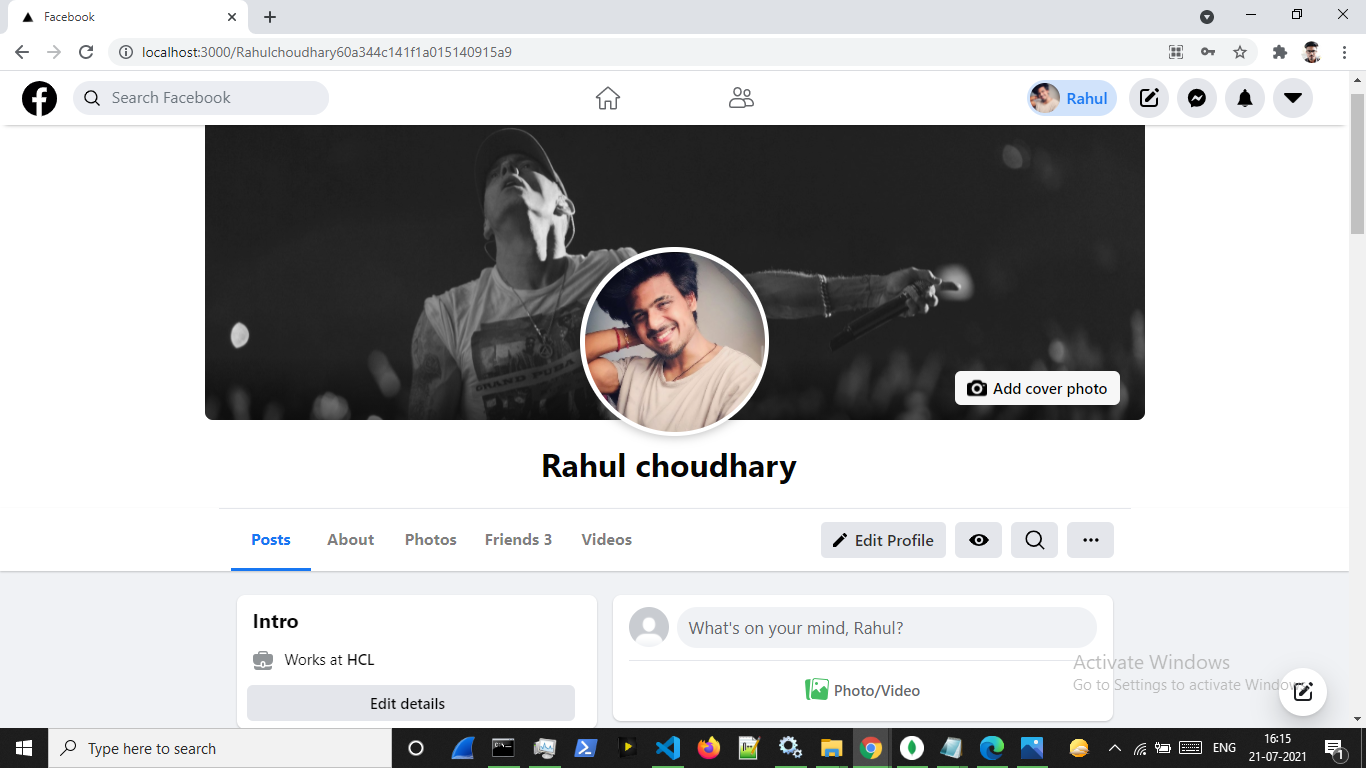 Facebook
localhost:3000/Rahulchoudhary60a344c141f1a015140915a9
Search Facebook
Rahul
GRAND
Add cover photo
Rahul choudhary
Posts About Photos Friends 3 Videos
Edit Profile
Intro
Works at HCL
Edit details
What's on your mind, Rahul?
Photo/Video
Activate Windows
Go to Settings to activate Windows
Type here to search
ENG
16:15
21-07-2021
1